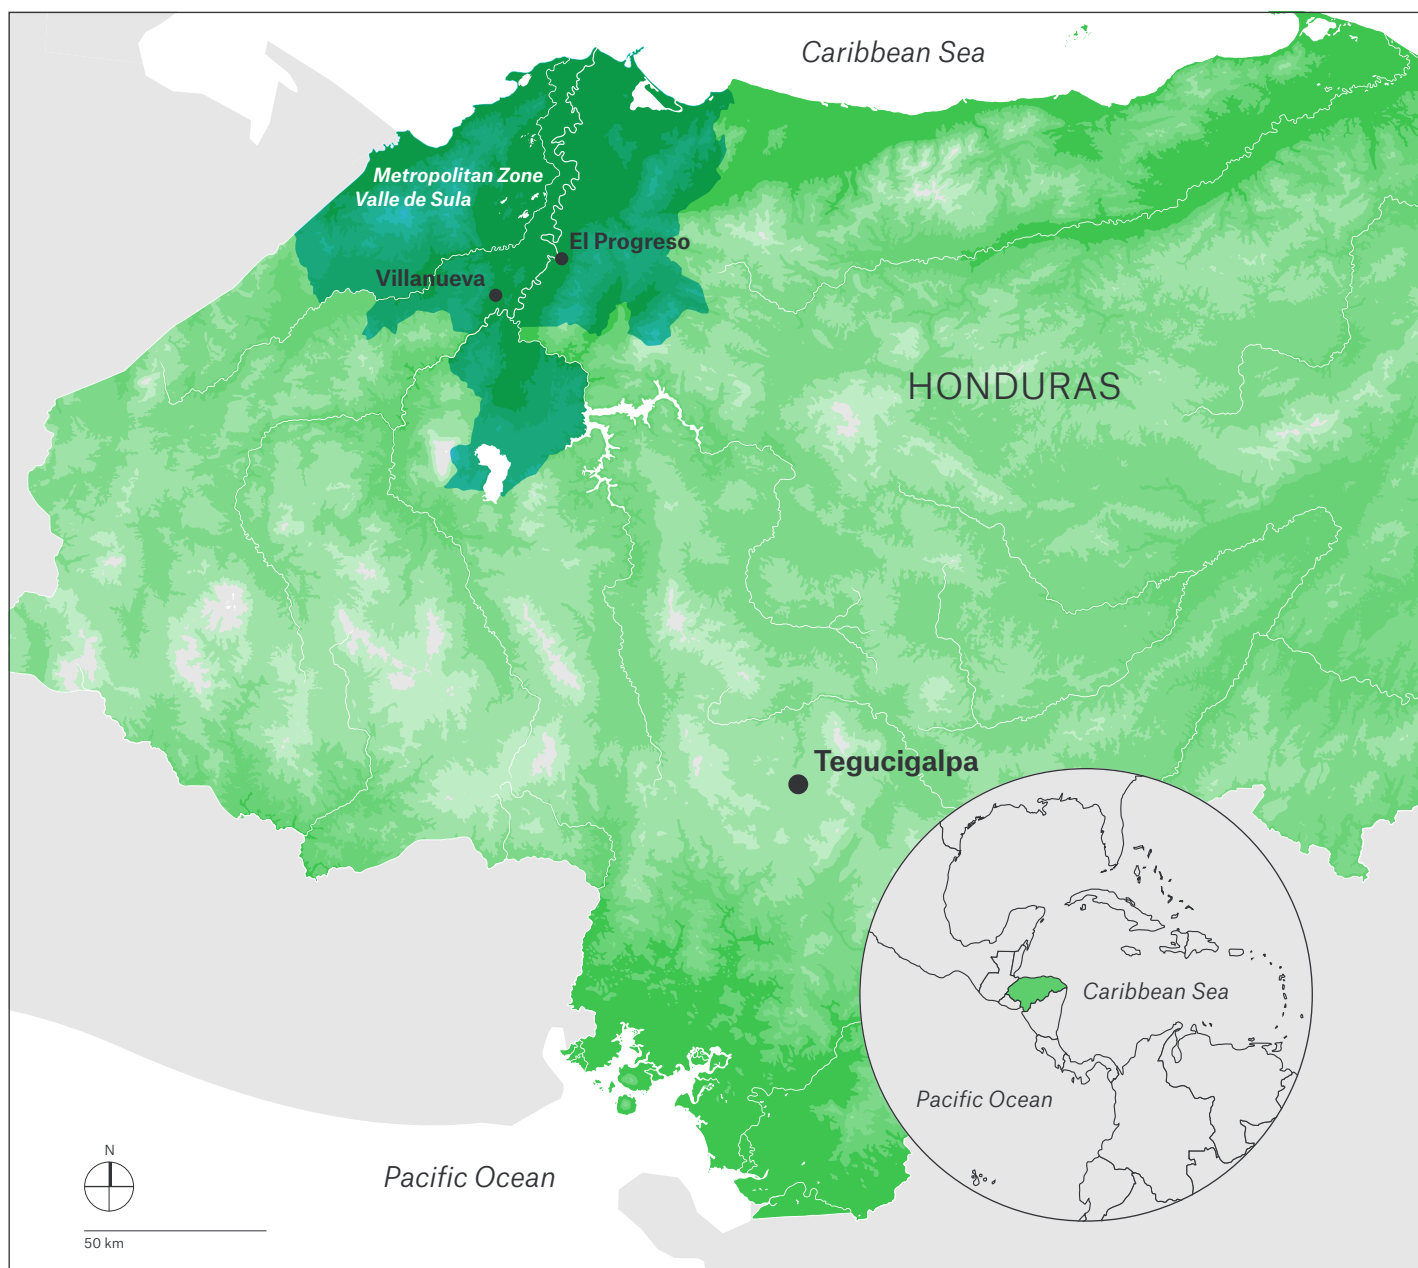 Caribbean Sea
Metropolitan Zone
Valle de Sula
El Progreso
Villanueva
HONDURAS
Tegucigalpa
Caribbean Sea
Pacific Ocean
N
Pacific Ocean
50 km